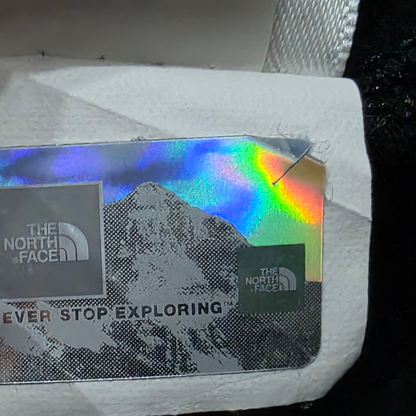 THE
NORTH
FACE
THE
NORTH
FACE
EVER STOP EXPLORING